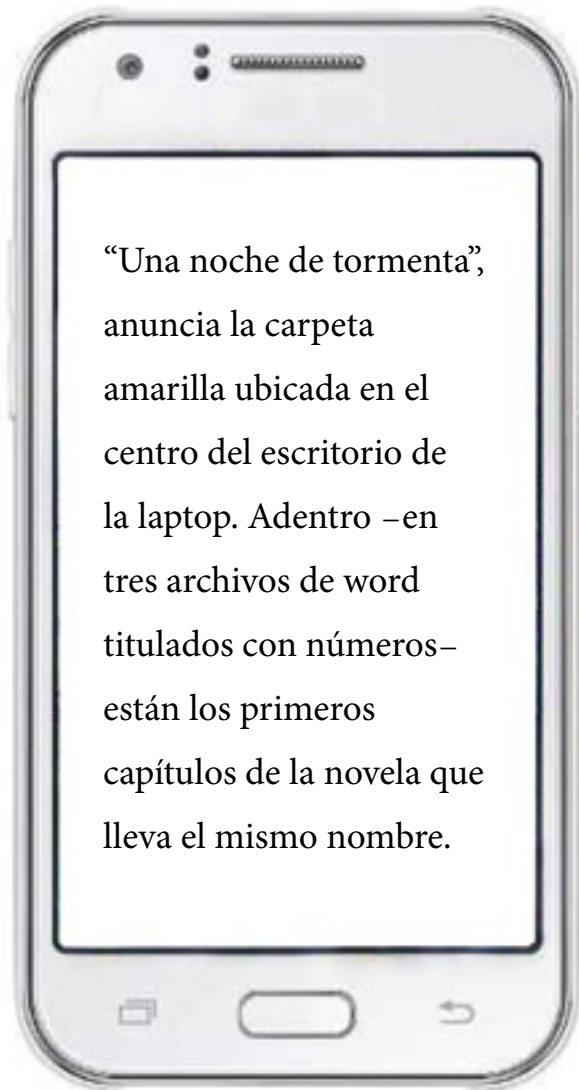 “Una noche de tormenta”,
anuncia la carpeta
amarilla ubicada en el
centro del escritorio de
la laptop. Adentro –en
tres archivos de word
titulados con números–
están los primeros
capítulos de la novela que
lleva el mismo nombre.